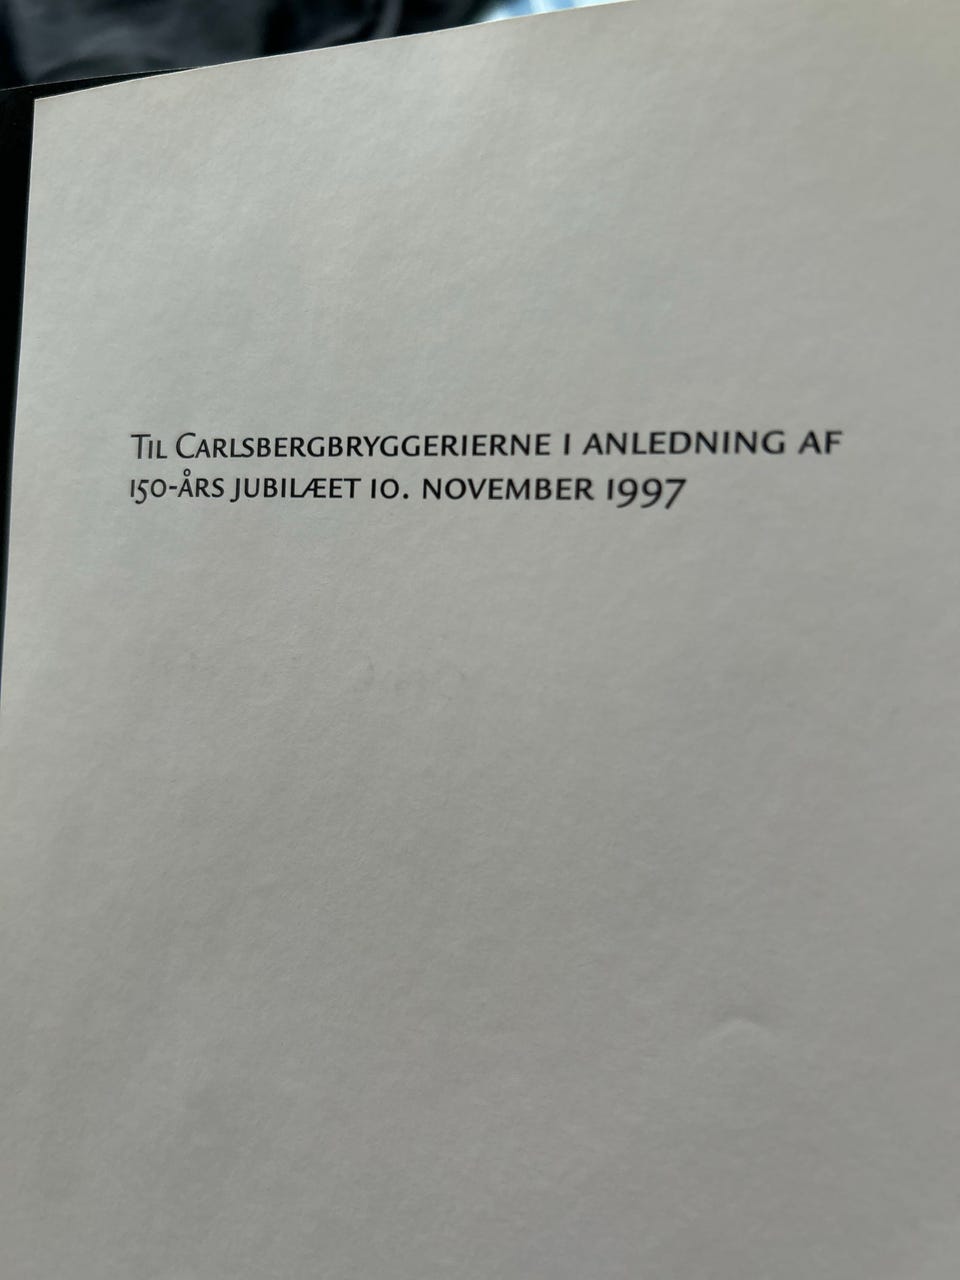 Til Carlsbergbryggerierne i anledning af
150-års jubilæet 10. november 1997